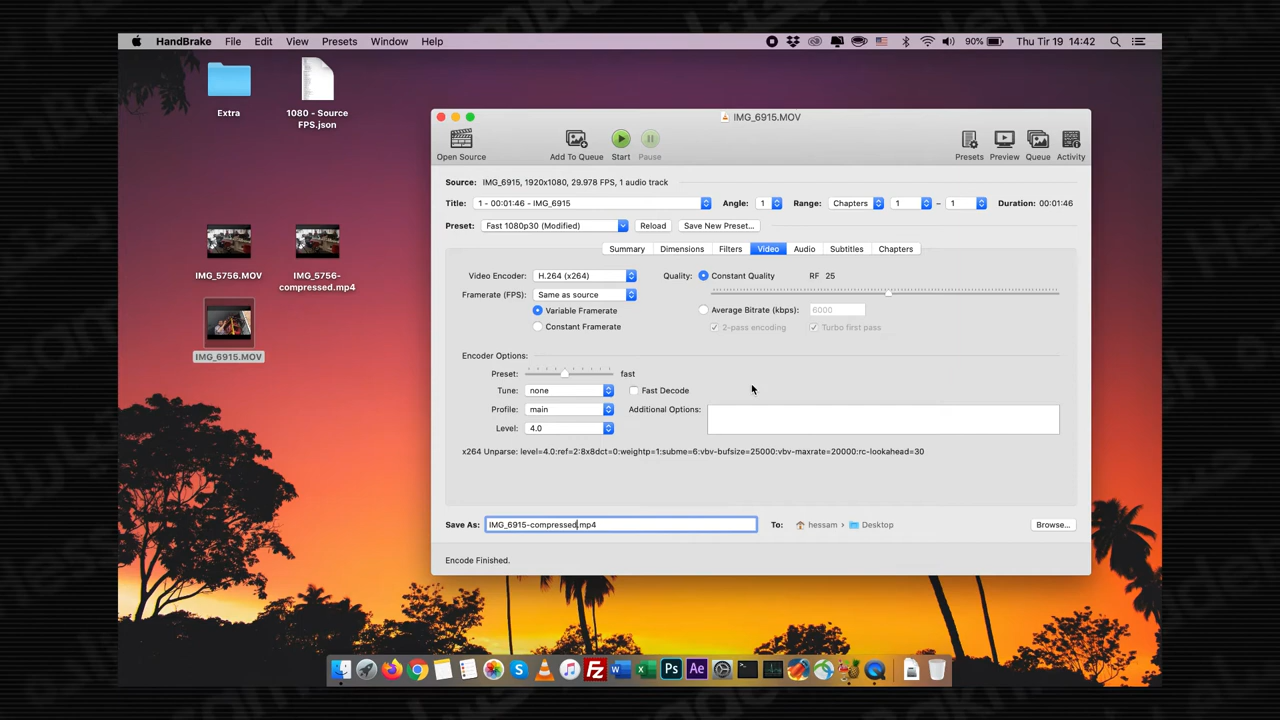 HandBrake File Edit View Presets Window Help 90% Thu Tir 19 14:42
Extra
1080 - Source
FPS.json
IMG_5756.MOV
IMG_5756-
compressed.mp4
IMG_6915.MOV
IMG_6915.MOV
Open Source Add To Queue Start Pause Presets Preview Queue Activity
Source: IMG_6915, 1920x1080, 29.978 FPS, 1 audio track
Title: 1 - 00:01:46 - IMG_6915 Angle: 1 Range: Chapters 1 – 1 Duration: 00:01:46
Preset: Fast 1080p30 (Modified) Reload Save New Preset...
Summary Dimensions Filters Video Audio Subtitles Chapters
Video Encoder: H.264 (x264) Quality: Constant Quality RF 25
Framerate (FPS): Same as source
Variable Framerate Average Bitrate (kbps): 6000
Constant Framerate 2-pass encoding Turbo first pass
Encoder Options:
Preset: fast
Tune: none Fast Decode
Profile: main Additional Options:
Level: 4.0
x264 Unparse: level=4.0:ref=2:8x8dct=0:weightp=1:subme=6:vbv-bufsize=25000:vbv-maxrate=20000:rc-lookahead=30
Save As: IMG_6915-compressed.mp4 To: hessam › Desktop Browse...
Encode Finished.
Fz W X Ps Ae